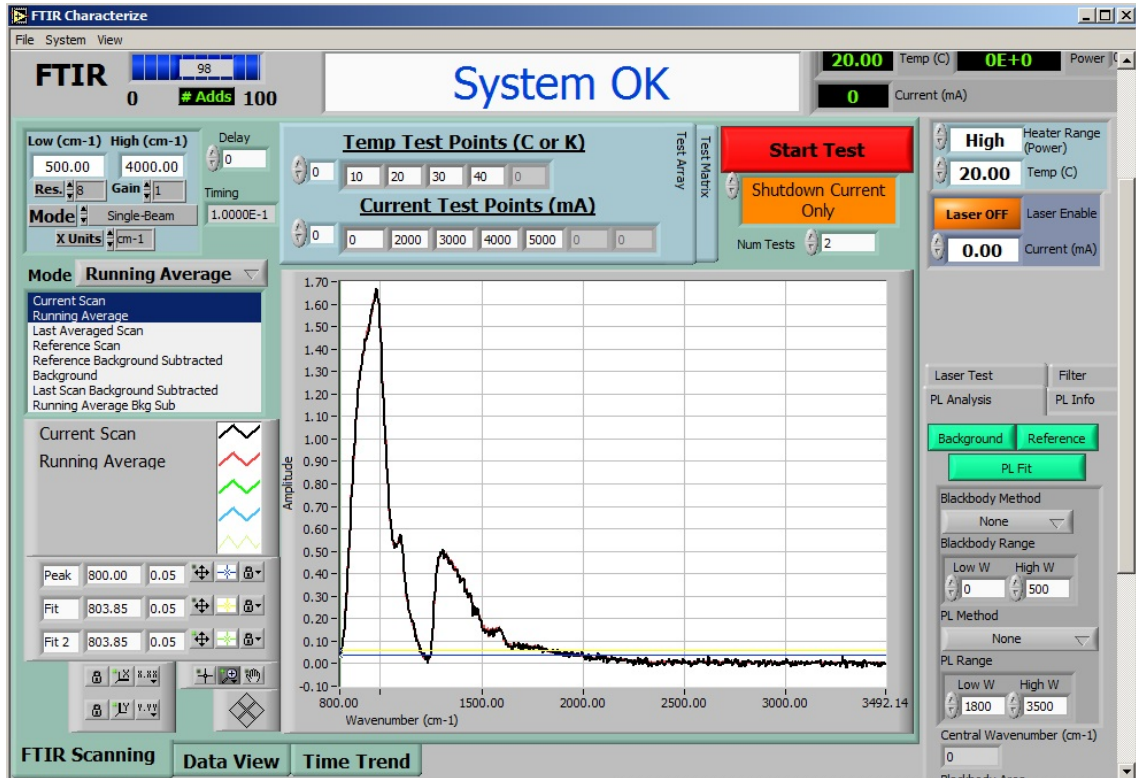 FTIR Characterize
File System View
FTIR
98
0 # Adds 100
System OK
20.00 Temp (C) 0E+0 Power
0 Current (mA)
Low (cm-1) High (cm-1) Delay
500.00 4000.00 0
Res. 8 Gain 1 Timing
Mode Single-Beam 1.0000E-1
X Units cm-1
Temp Test Points (C or K)
0 10 20 30 40 0
Current Test Points (mA)
0 0 2000 3000 4000 5000 0 0
Test Array
Test Matrix
Start Test
Shutdown Current
Only
Num Tests 2
High Heater Range
(Power)
20.00 Temp (C)
Laser OFF Laser Enable
0.00 Current (mA)
Mode Running Average
Current Scan
Running Average
Last Averaged Scan
Reference Scan
Reference Background Subtracted
Background
Last Scan Background Subtracted
Running Average Bkg Sub
Current Scan
Running Average
Peak 800.00 0.05
Fit 803.85 0.05
Fit 2 803.85 0.05
X X.XX
Y Y.YY
1.70
1.60
1.50
1.40
1.30
1.20
1.10
1.00
0.90
0.80
0.70
0.60
0.50
0.40
0.30
0.20
0.10
0.00
-0.10
Amplitude
800.00 1500.00 2000.00 2500.00 3000.00 3492.14
Wavenumber (cm-1)
Laser Test Filter
PL Analysis PL Info
Background Reference
PL Fit
Blackbody Method
None
Blackbody Range
Low W High W
0 500
PL Method
None
PL Range
Low W High W
1800 3500
Central Wavenumber (cm-1)
0
Blackbody Area
FTIR Scanning Data View Time Trend